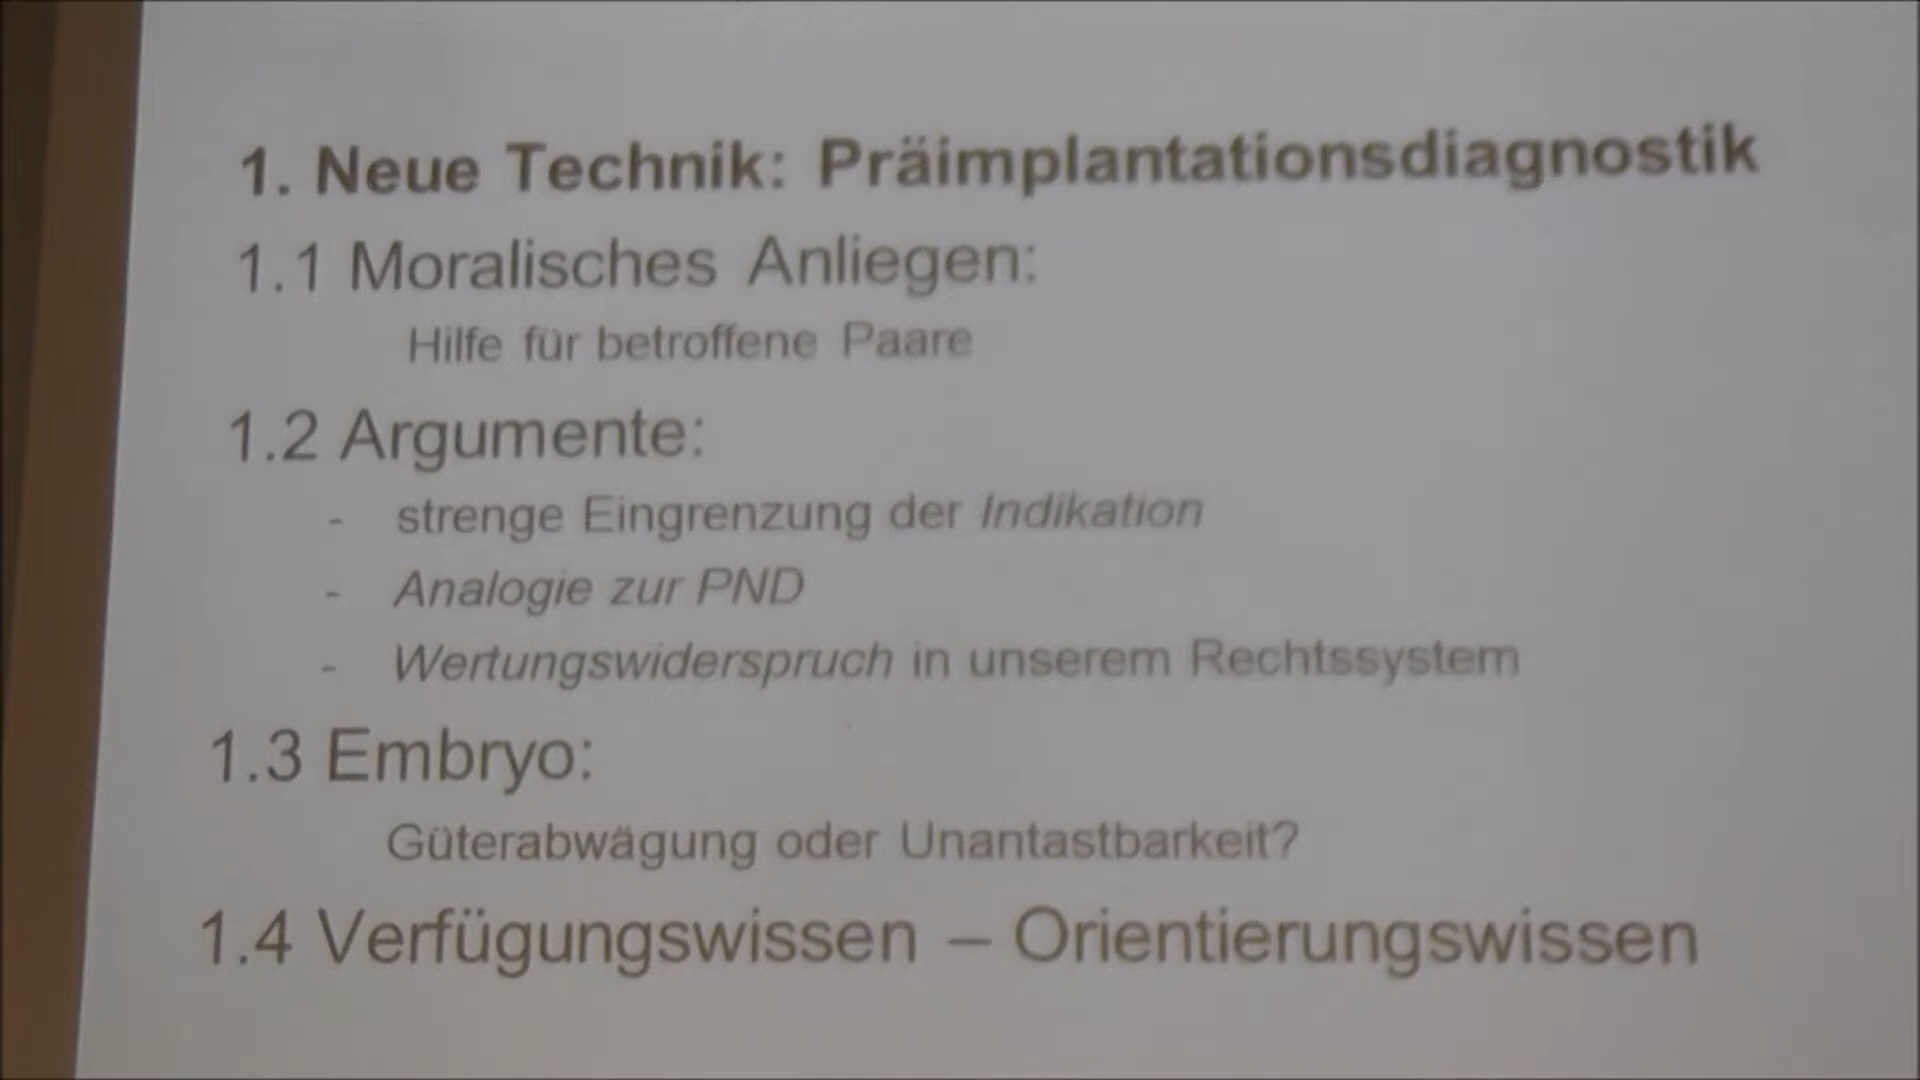 1. Neue Technik: Präimplantationsdiagnostik
1.1 Moralisches Anliegen:
Hilfe für betroffene Paare
1.2 Argumente:
- strenge Eingrenzung der Indikation
- Analogie zur PND
- Wertungswiderspruch in unserem Rechtssystem
1.3 Embryo:
Güterabwägung oder Unantastbarkeit?
1.4 Verfügungswissen – Orientierungswissen